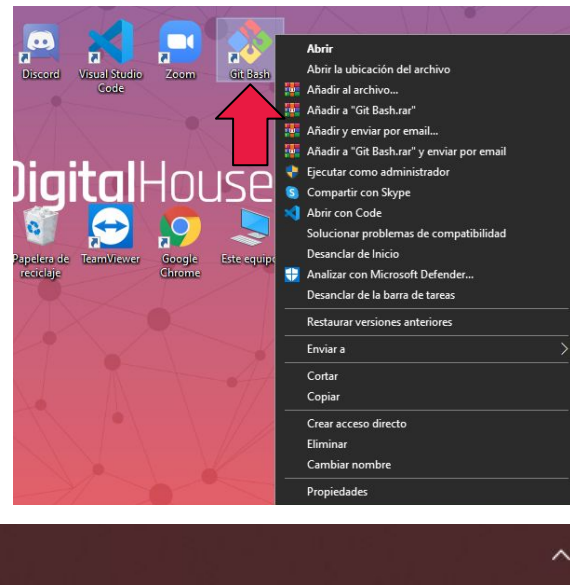 Discord
Visual Studio
Code
Zoom
Git Bash
DigitalHouse
Papelera de
reciclaje
TeamViewer
Google
Chrome
Este equipo
Abrir
Abrir la ubicación del archivo
Añadir al archivo...
Añadir a "Git Bash.rar"
Añadir y enviar por email...
Añadir a "Git Bash.rar" y enviar por email
Ejecutar como administrador
Compartir con Skype
Abrir con Code
Solucionar problemas de compatibilidad
Desanclar de Inicio
Analizar con Microsoft Defender...
Desanclar de la barra de tareas
Restaurar versiones anteriores
Enviar a
Cortar
Copiar
Crear acceso directo
Eliminar
Cambiar nombre
Propiedades